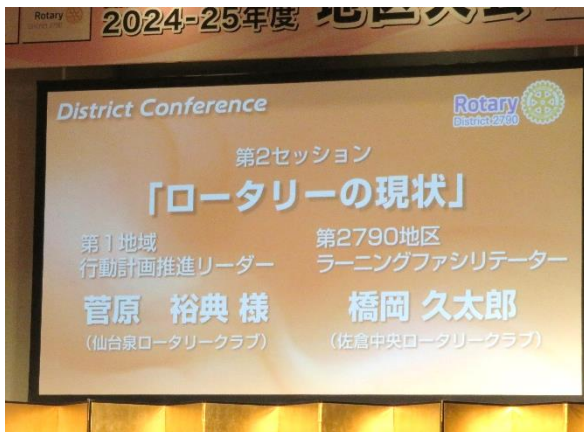 Rotary
2024-25年度 地区大会
District Conference
Rotary
District 2790
第2セッション
「ロータリーの現状」
第1地域
行動計画推進リーダー
菅原 裕典 様
(仙台泉ロータリークラブ)
第2790地区
ラーニングファシリテーター
橋岡 久太郎
(佐倉中央ロータリークラブ)